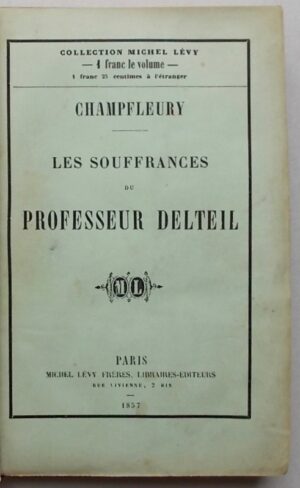 COLLECTION MICHEL LÉVY
— 1 franc le volume —
1 franc 25 centimes à l'étranger
CHAMPFLEURY
LES SOUFFRANCES
DU
PROFESSEUR DELTEIL
ML
PARIS
MICHEL LÉVY FRÈRES, LIBRAIRES-ÉDITEURS
RUE VIVIENNE, 2 BIS
1857